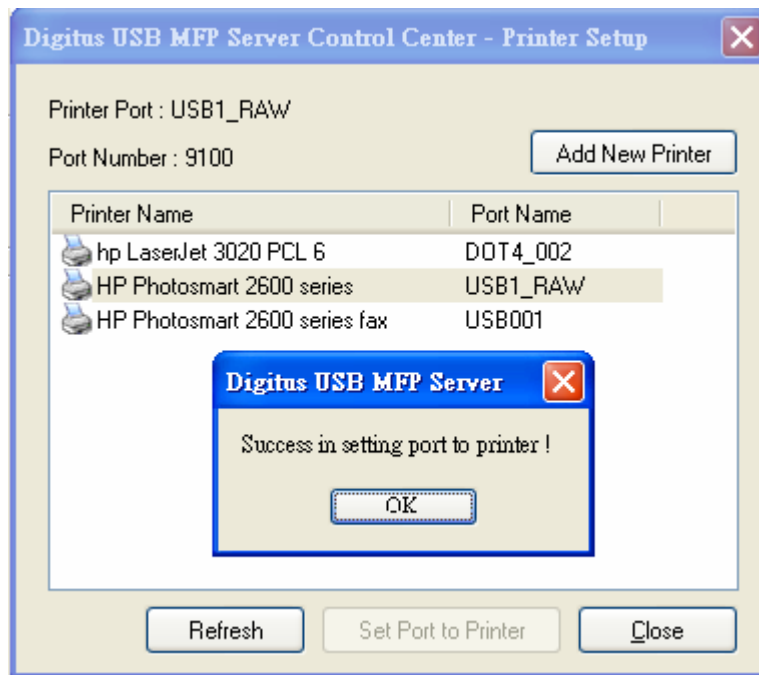 Digitus USB MFP Server Control Center - Printer Setup
Printer Port : USB1_RAW
Port Number : 9100
Add New Printer
Printer Name Port Name
hp LaserJet 3020 PCL 6 DOT4_002
HP Photosmart 2600 series USB1_RAW
HP Photosmart 2600 series fax USB001
Digitus USB MFP Server
Success in setting port to printer !
OK
Refresh Set Port to Printer Close